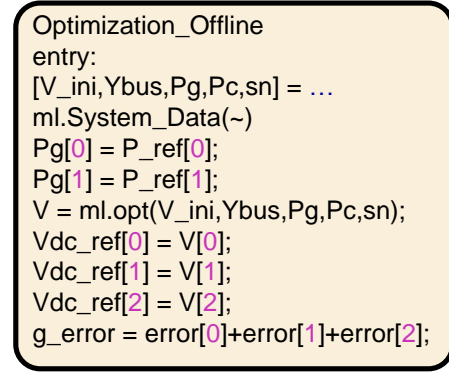 Optimization_Offline
entry:
[V_ini,Ybus,Pg,Pc,sn] = …
ml.System_Data(~)
Pg[0] = P_ref[0];
Pg[1] = P_ref[1];
V = ml.opt(V_ini,Ybus,Pg,Pc,sn);
Vdc_ref[0] = V[0];
Vdc_ref[1] = V[1];
Vdc_ref[2] = V[2];
g_error = error[0]+error[1]+error[2];